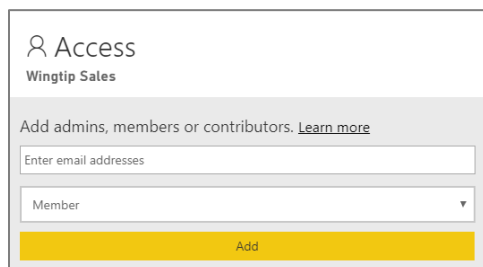 Access
Wingtip Sales
Add admins, members or contributors. Learn more
Enter email addresses
Member
Add